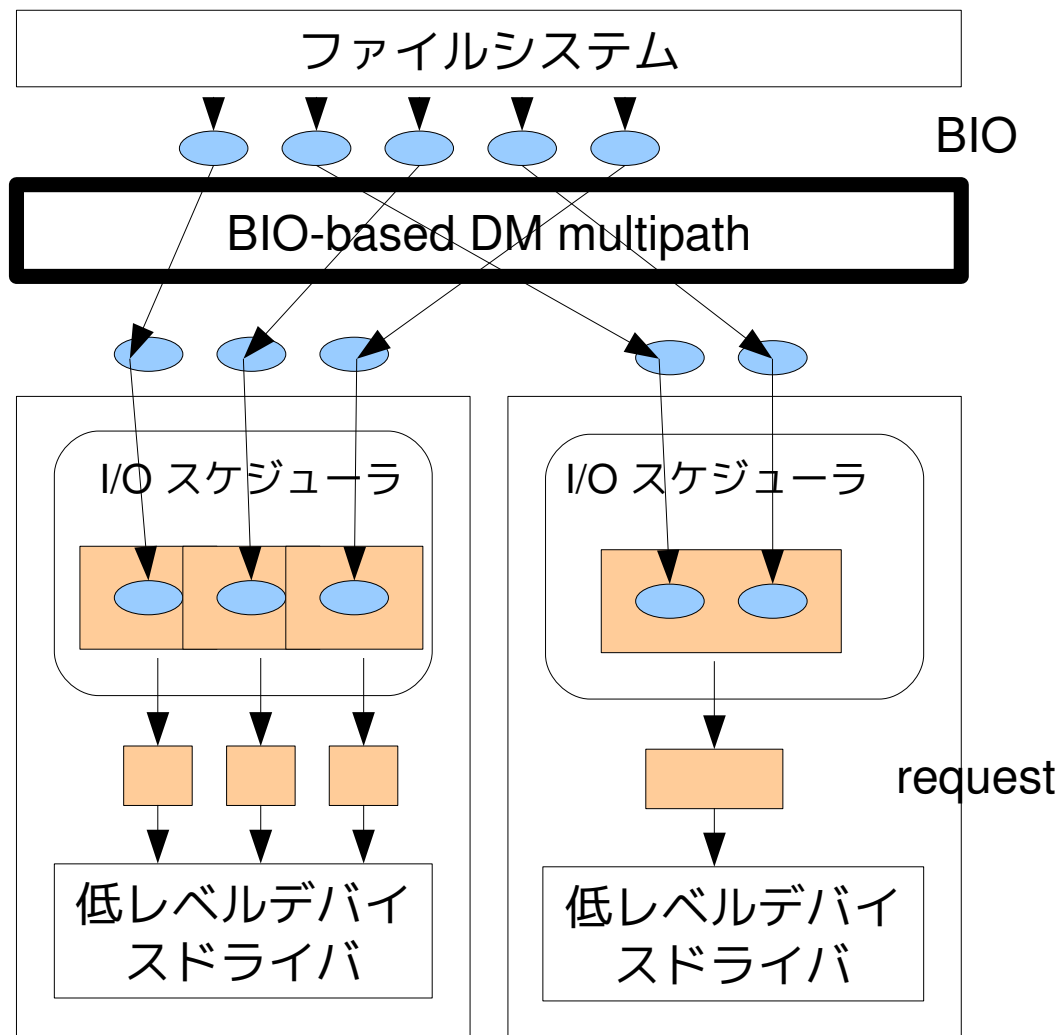 ファイルシステム
BIO
BIO-based DM multipath
I/O スケジューラ
I/O スケジューラ
request
低レベルデバイ
スドライバ
低レベルデバイ
スドライバ